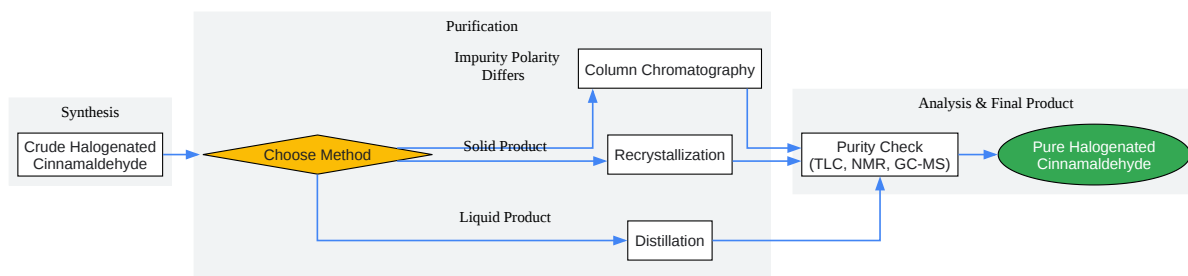 Synthesis
Crude Halogenated
Cinnamaldehyde
Purification
Choose Method
Impurity Polarity
Differs
Column Chromatography
Solid Product
Recrystallization
Liquid Product
Distillation
Analysis & Final Product
Purity Check
(TLC, NMR, GC-MS)
Pure Halogenated
Cinnamaldehyde